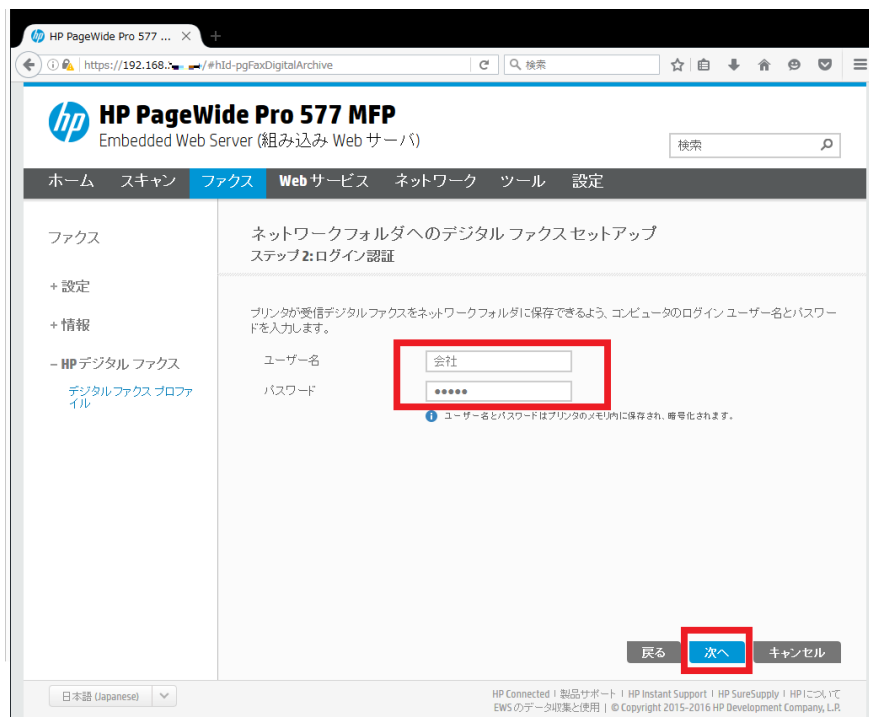 HP PageWide Pro 577 ...
https://192.168.
/#hId-pgFaxDigitalArchive
検索
hp
HP PageWide Pro 577 MFP
Embedded Web Server (組み込み Web サーバ)
検索
ホーム スキャン ファクス Web サービス ネットワーク ツール 設定
ファクス
+ 設定
+ 情報
– HP デジタル ファクス
デジタル ファクス プロファ
イル
ネットワークフォルダへのデジタル ファクス セットアップ
ステップ 2: ログイン認証
プリンタが受信デジタル ファクスをネットワークフォルダに保存できるよう、コンピュータのログイン ユーザー名とパスワー
ドを入力します。
ユーザー名 会社
パスワード •••••
ユーザー名とパスワードはプリンタのメモリ内に保存され、暗号化されます。
戻る 次へ キャンセル
日本語 (Japanese)
HP Connected | 製品サポート | HP Instant Support | HP SureSupply | HP について
EWS のデータ収集と使用 | © Copyright 2015-2016 HP Development Company, L.P.